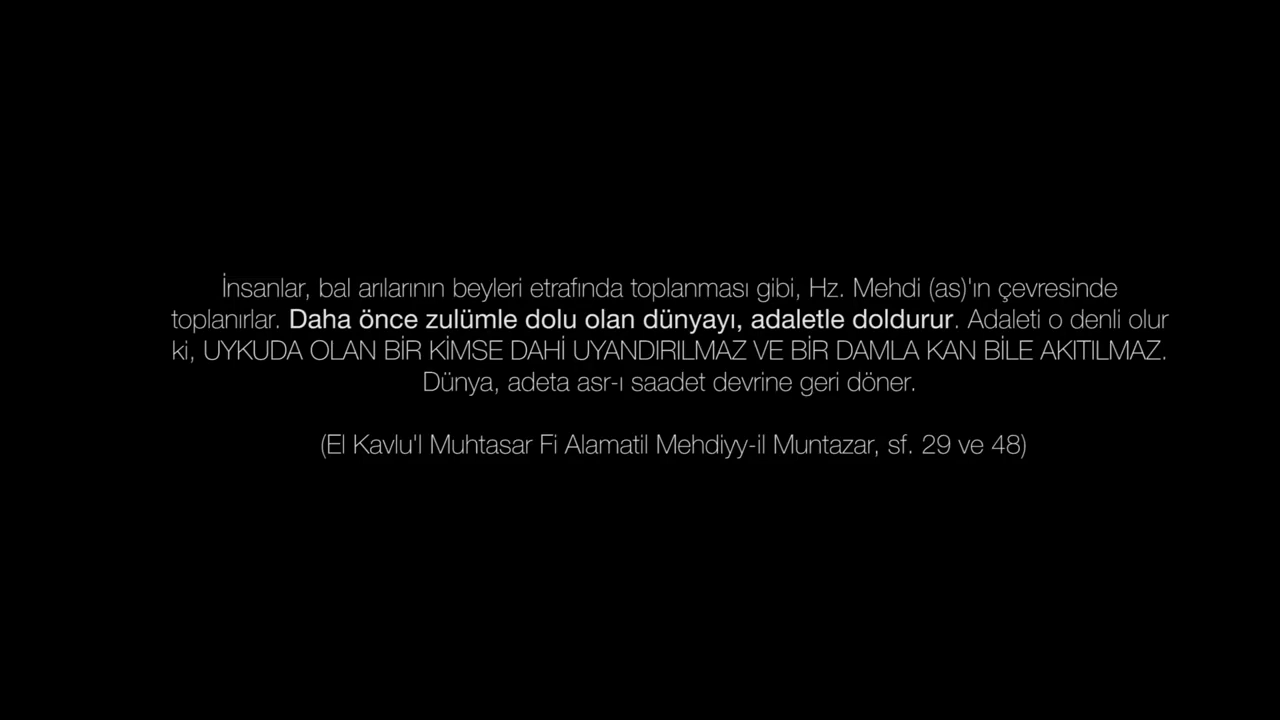 İnsanlar, bal arılarının beyleri etrafında toplanması gibi, Hz. Mehdi (as)'ın çevresinde
toplanırlar. Daha önce zulümle dolu olan dünyayı, adaletle doldurur. Adaleti o denli olur
ki, UYKUDA OLAN BİR KİMSE DAHİ UYANDIRILMAZ VE BİR DAMLA KAN BİLE AKITILMAZ.
Dünya, adeta asr-ı saadet devrine geri döner.
(El Kavlu'l Muhtasar Fi Alamatil Mehdiyy-il Muntazar, sf. 29 ve 48)